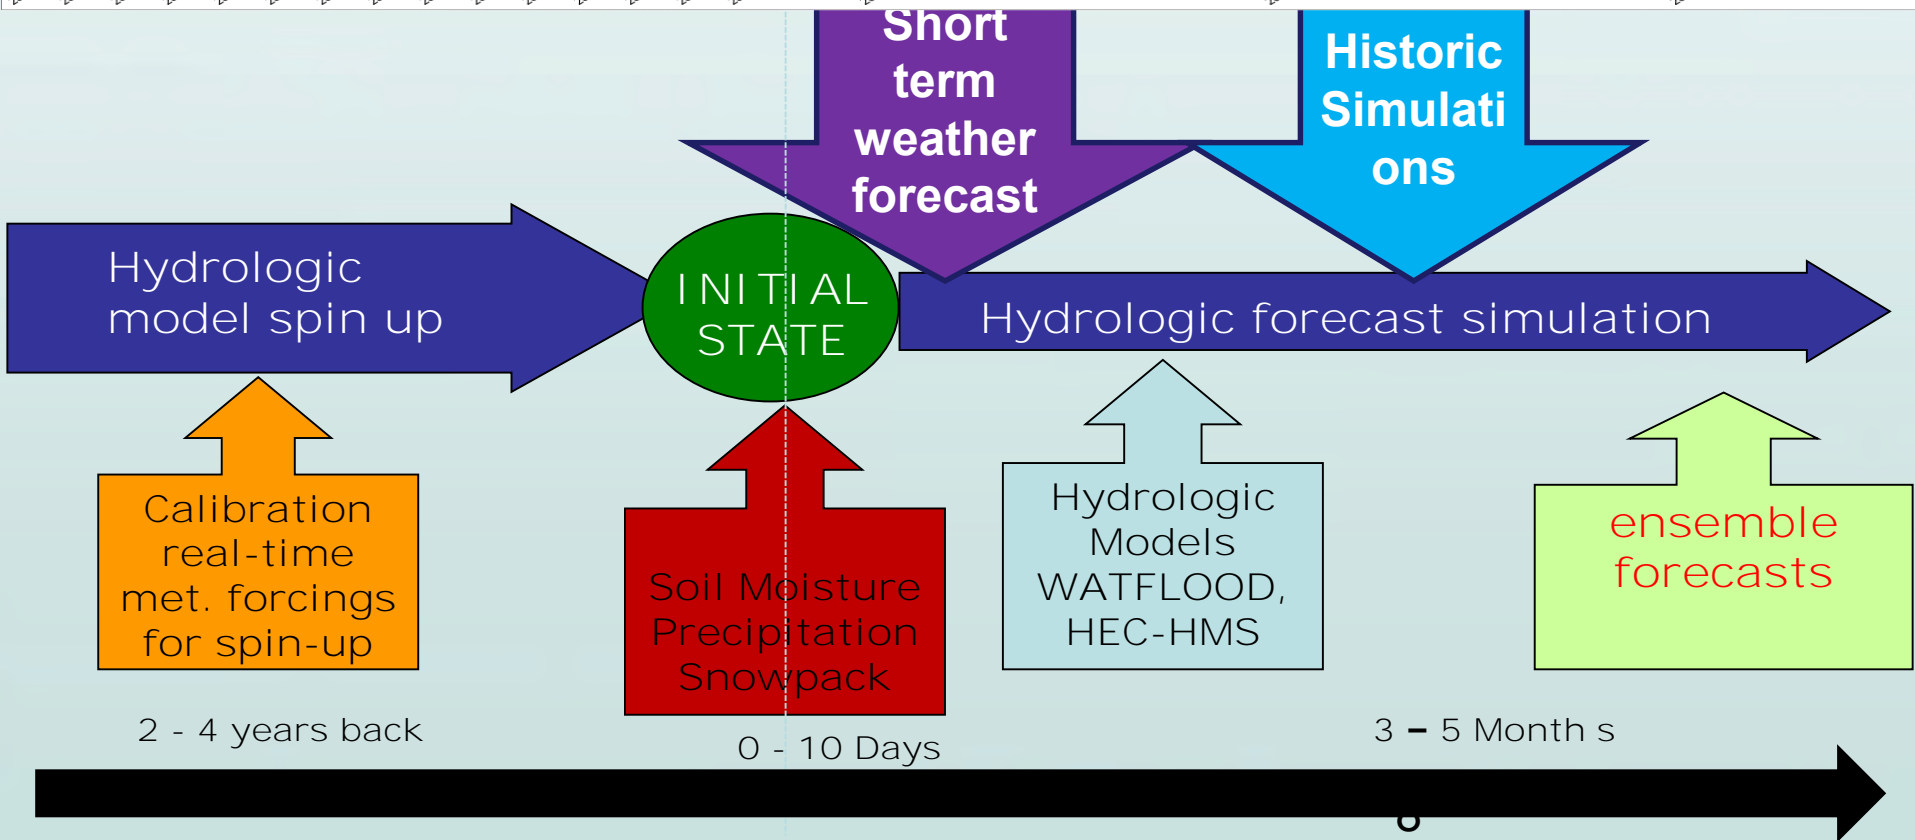 Short
term
weather
forecast
Historic
Simulati
ons
Hydrologic
model spin up
INITIAL
STATE
Hydrologic forecast simulation
Calibration
real-time
met. forcings
for spin-up
Soil Moisture
Precipitation
Snowpack
Hydrologic
Models
WATFLOOD,
HEC-HMS
ensemble
forecasts
2 - 4 years back
0 - 10 Days
3 – 5 Month s